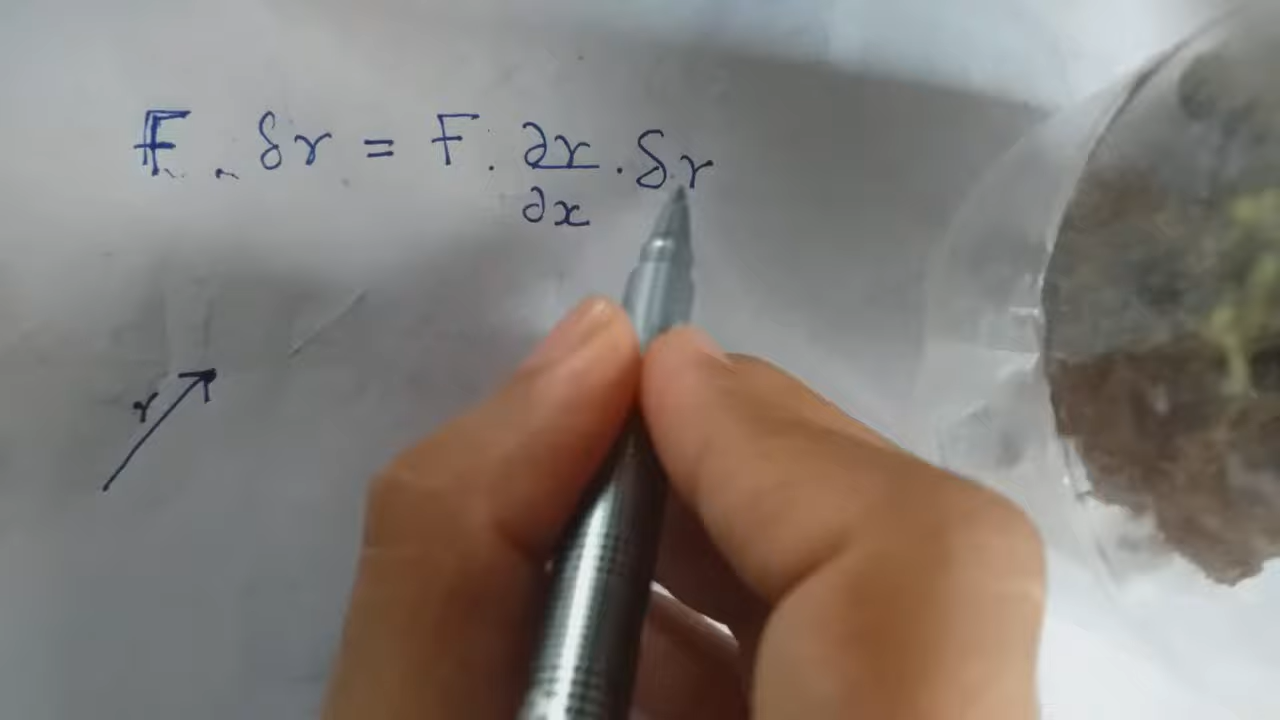 F . δr = F . ∂r/∂x . δr
r